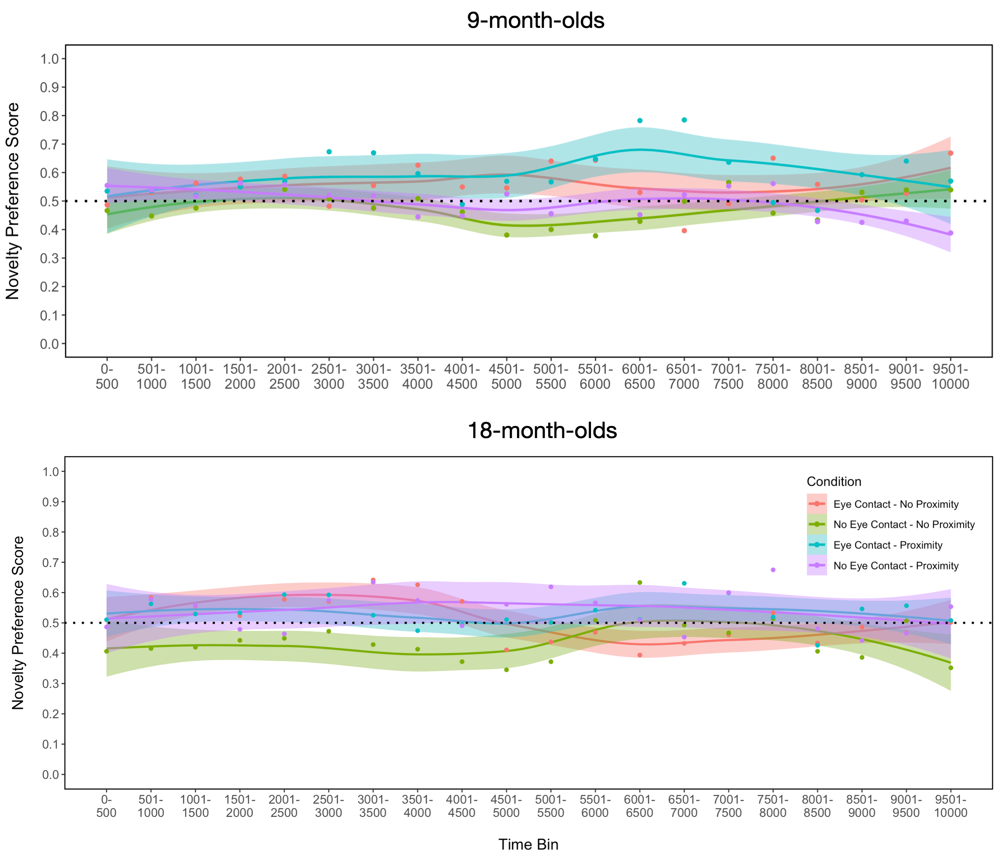 9-month-olds
Novelty Preference Score
1.0
0.9
0.8
0.7
0.6
0.5
0.4
0.3
0.2
0.1
0.0
0- 501- 1001- 1501- 2001- 2501- 3001- 3501- 4001- 4501- 5001- 5501- 6001- 6501- 7001- 7501- 8001- 8501- 9001- 9501-
500 1000 1500 2000 2500 3000 3500 4000 4500 5000 5500 6000 6500 7000 7500 8000 8500 9000 9500 10000
18-month-olds
Novelty Preference Score
1.0
0.9
0.8
0.7
0.6
0.5
0.4
0.3
0.2
0.1
0.0
Condition
Eye Contact - No Proximity
No Eye Contact - No Proximity
Eye Contact - Proximity
No Eye Contact - Proximity
0- 501- 1001- 1501- 2001- 2501- 3001- 3501- 4001- 4501- 5001- 5501- 6001- 6501- 7001- 7501- 8001- 8501- 9001- 9501-
500 1000 1500 2000 2500 3000 3500 4000 4500 5000 5500 6000 6500 7000 7500 8000 8500 9000 9500 10000
Time Bin